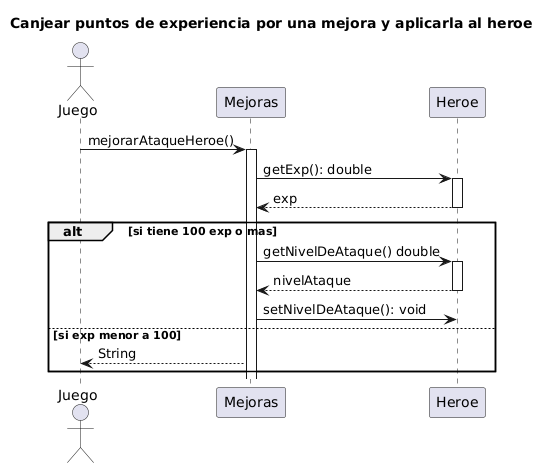 Canjear puntos de experiencia por una mejora y aplicarla al heroe
Juego
Mejoras
Heroe
mejorarAtaqueHeroe()
getExp(): double
exp
alt
[si tiene 100 exp o mas]
getNivelDeAtaque() double
nivelAtaque
setNivelDeAtaque(): void
[si exp menor a 100]
String
Juego
Mejoras
Heroe